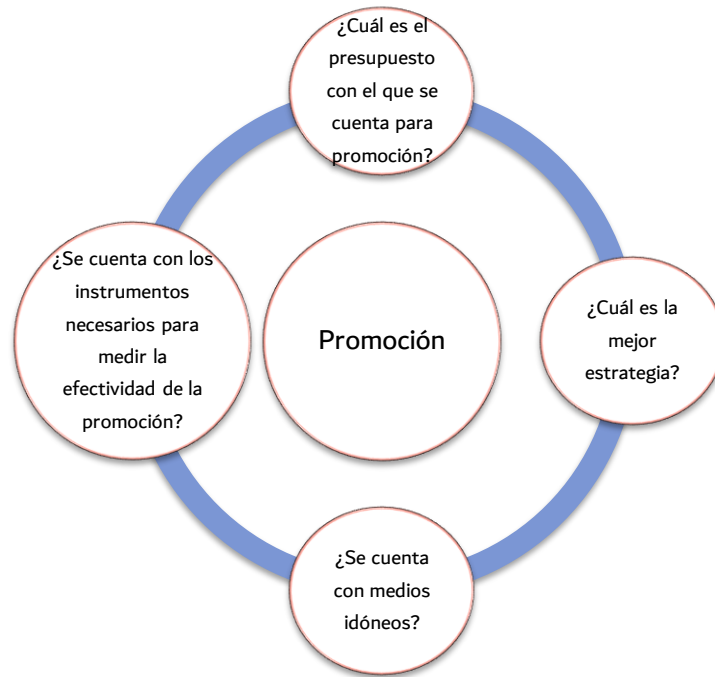 ¿Cuál es el
presupuesto
con el que se
cuenta para
promoción?
¿Se cuenta con los
instrumentos
necesarios para
medir la
efectividad de la
promoción?
Promoción
¿Cuál es la
mejor
estrategia?
¿Se cuenta
con medios
idóneos?